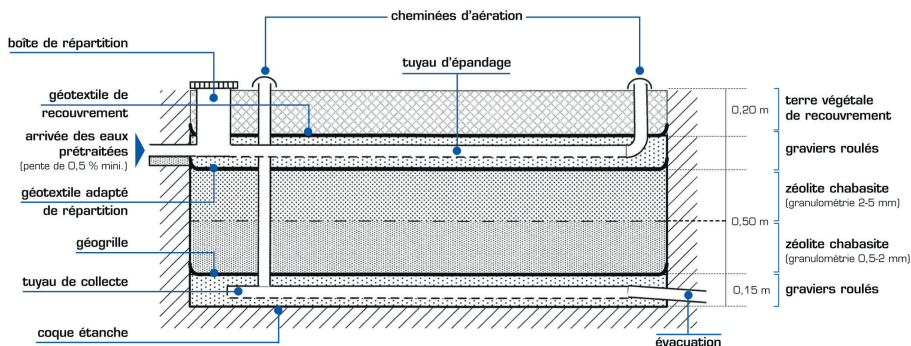 cheminées d'aération
boîte de répartition
tuyau d'épandage
géotextile de
recouvrement
0,20 m
terre végétale
de recouvrement
arrivée des eaux
prétraitées
(pente de 0,5 % mini.)
graviers roulés
géotextile adapté
de répartition
zéolite chabasite
(granulométrie 2-5 mm)
0,50 m
géogrille
zéolite chabasite
(granulométrie 0,5-2 mm)
tuyau de collecte
0,15 m
graviers roulés
coque étanche
évacuation